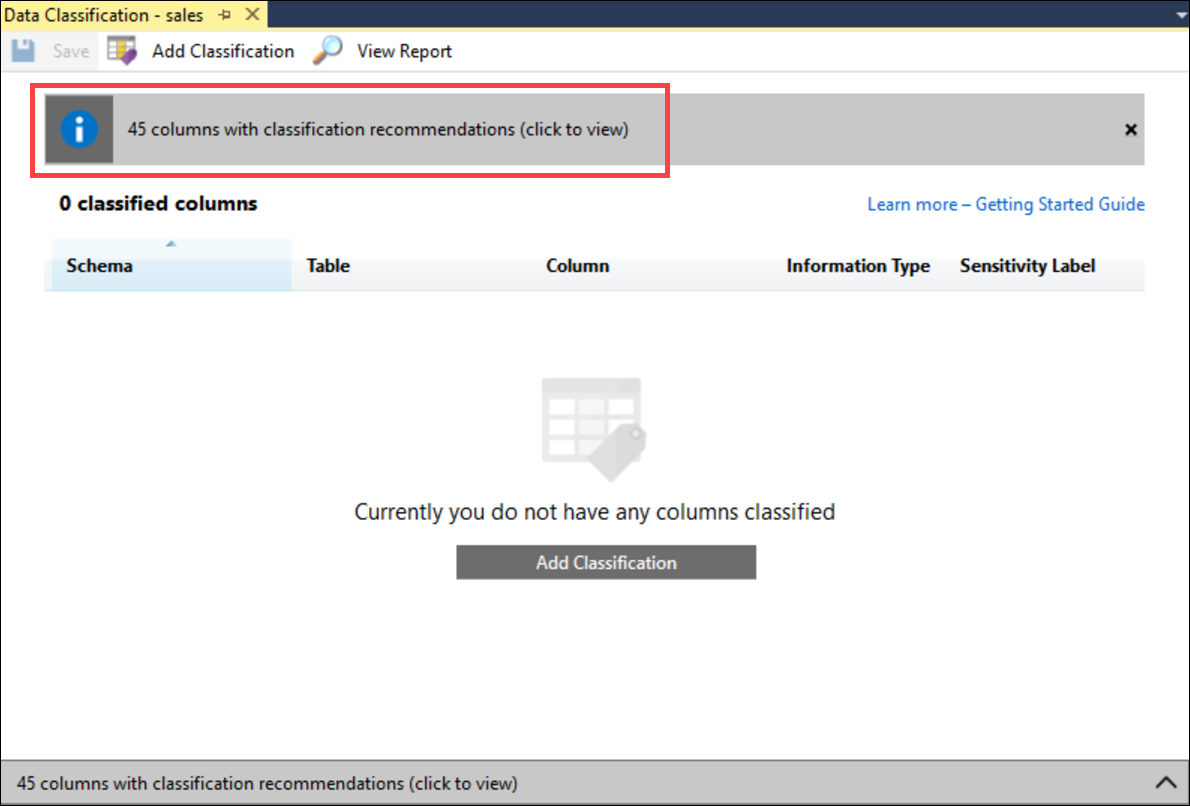 Data Classification - sales
Save Add Classification View Report
45 columns with classification recommendations (click to view)
0 classified columns Learn more – Getting Started Guide
Schema Table Column Information Type Sensitivity Label
Currently you do not have any columns classified
Add Classification
45 columns with classification recommendations (click to view)